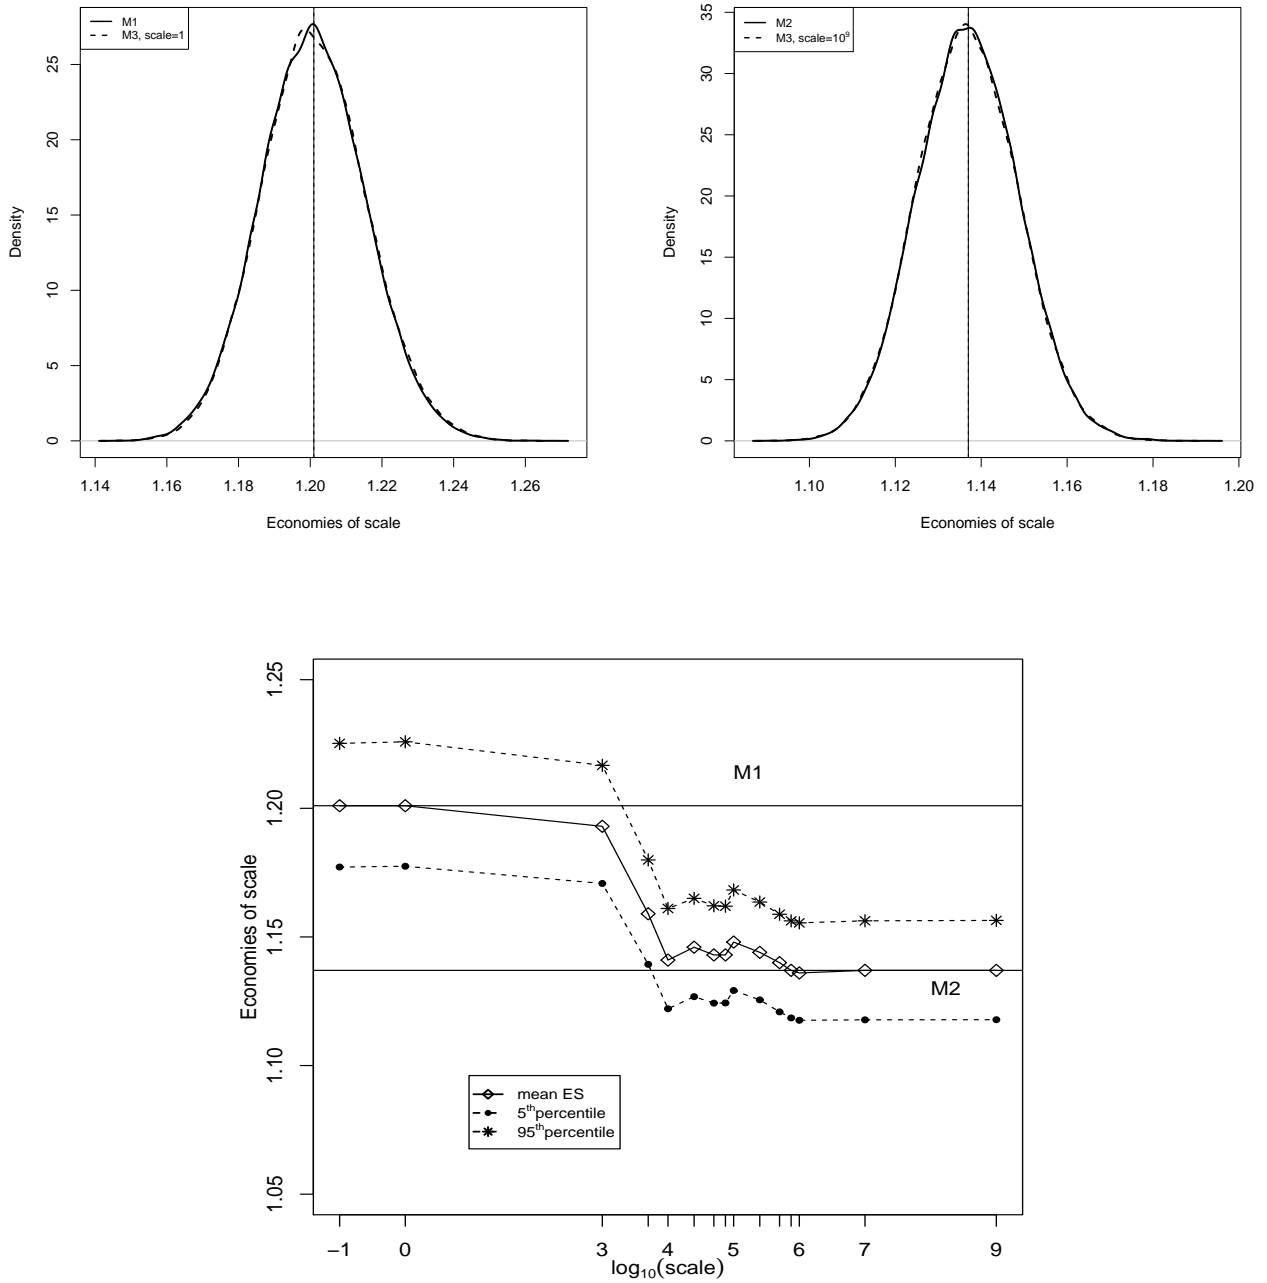 M1
M3, scale=1
Density
0
5
10
15
20
25
1.14 1.16 1.18 1.20 1.22 1.24 1.26
Economies of scale
M2
M3, scale=10⁹
Density
0
5
10
15
20
25
30
35
1.10 1.12 1.14 1.16 1.18 1.20
Economies of scale
Economies of scale
1.05
1.10
1.15
1.20
1.25
M1
M2
mean ES
5ᵗʰpercentile
95ᵗʰpercentile
−1 0 3 4 5 6 7 9
log₁₀(scale)